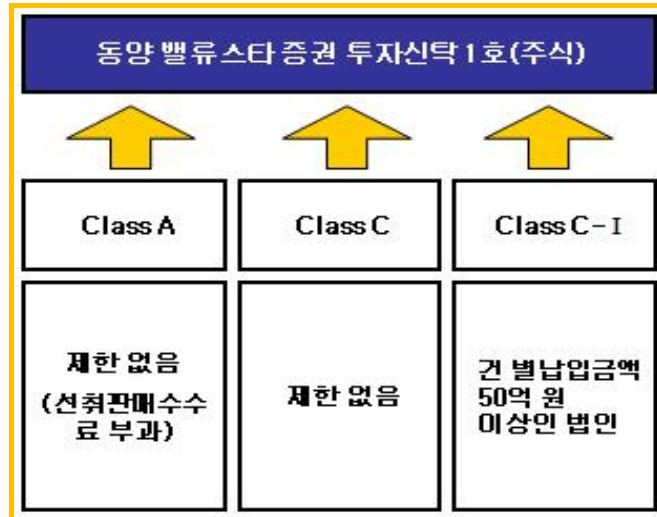 동양 밸류스타 증권 투자신탁 1호(주식)
Class A
Class C
Class C-I
제한 없음
(선취판매수수
료 부과)
제한 없음
건 별납입금액
50억 원
이상인 법인